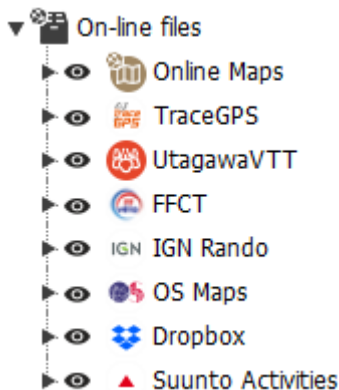 On-line files
Online Maps
TraceGPS
UtagawaVTT
FFCT
IGN IGN Rando
OS Maps
Dropbox
Suunto Activities